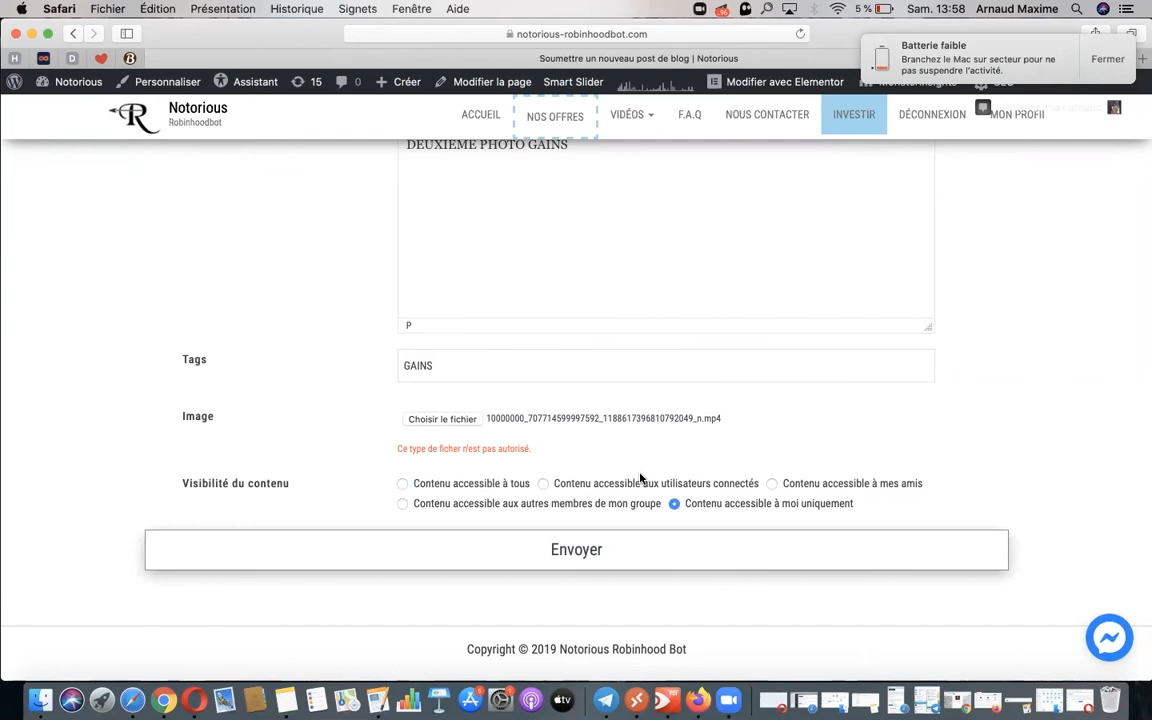 Safari Fichier Édition Présentation Historique Signets Fenêtre Aide 5 % Sam. 13:58 Arnaud Maxime
notorious-robinhoodbot.com
Batterie faible
Branchez le Mac sur secteur pour ne
pas suspendre l'activité.
Fermer
Soumettre un nouveau post de blog | Notorious
Notorious Personnaliser Assistant 15 0 Créer Modifier la page Smart Slider Modifier avec Elementor
Notorious
Robinhoodbot
ACCUEIL NOS OFFRES VIDÉOS F.A.Q NOUS CONTACTER INVESTIR DÉCONNEXION MON PROFIL
DEUXIEME PHOTO GAINS
P
Tags
GAINS
Image
Choisir le fichier 10000000_707714599997592_1188617396810792049_n.mp4
Ce type de ficher n'est pas autorisé.
Visibilité du contenu
Contenu accessible à tous Contenu accessible aux utilisateurs connectés Contenu accessible à mes amis
Contenu accessible aux autres membres de mon groupe Contenu accessible à moi uniquement
Envoyer
Copyright © 2019 Notorious Robinhood Bot